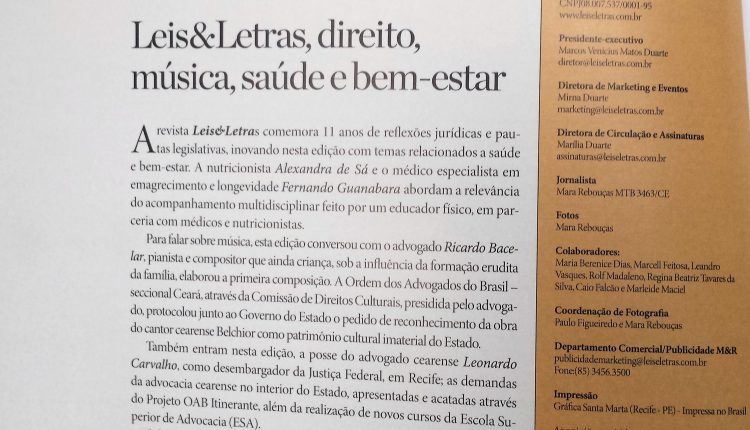 Leis&Letras, direito,
música, saúde e bem-estar
A revista Leis&Letras comemora 11 anos de reflexões jurídicas e pau-
tas legislativas, inovando nesta edição com temas relacionados a saúde
e bem-estar. A nutricionista Alexandra de Sá e o médico especialista em
emagrecimento e longevidade Fernando Guanabara abordam a relevância
do acompanhamento multidisciplinar feito por um educador físico, em par-
ceria com médicos e nutricionistas.
Para falar sobre música, esta edição conversou com o advogado Ricardo Bace-
lar, pianista e compositor que ainda criança, sob a influência da formação erudita
da família, elaborou a primeira composição. A Ordem dos Advogados do Brasil –
seccional Ceará, através da Comissão de Direitos Culturais, presidida pelo advoga-
do, protocolou junto ao Governo do Estado o pedido de reconhecimento da obra
do cantor cearense Belchior como patrimônio cultural imaterial do Estado.
Também entram nesta edição, a posse do advogado cearense Leonardo
Carvalho, como desembargador da Justiça Federal, em Recife; as demandas
da advocacia cearense no interior do Estado, apresentadas e acatadas através
do Projeto OAB Itinerante, além da realização de novos cursos da Escola Su-
perior de Advocacia (ESA).
CNPJ08.007.537/0001-95
www.leiseletras.com.br
Presidente-executivo
Marcos Venicius Matos Duarte
diretor@leiseletras.com.br
Diretora de Marketing e Eventos
Mirna Duarte
marketing@leiseletras.com.br
Diretora de Circulação e Assinaturas
Marília Duarte
assinaturas@leiseletras.com.br
Jornalista
Mara Rebouças MTB 3463/CE
Fotos
Mara Rebouças
Colaboradores:
Maria Berenice Dias, Marcell Feitosa, Leandro
Vasques, Rolf Madaleno, Regina Beatriz Tavares da
Silva, Caio Falcão e Marleide Maciel
Coordenação de Fotografia
Paulo Figueiredo e Mara Rebouças
Departamento Comercial/Publicidade M&R
publicidademarketing@leiseletras.com.br
Fone:(85) 3456.3500
Impressão
Gráfica Santa Marta (Recife - PE) - Impressa no Brasil